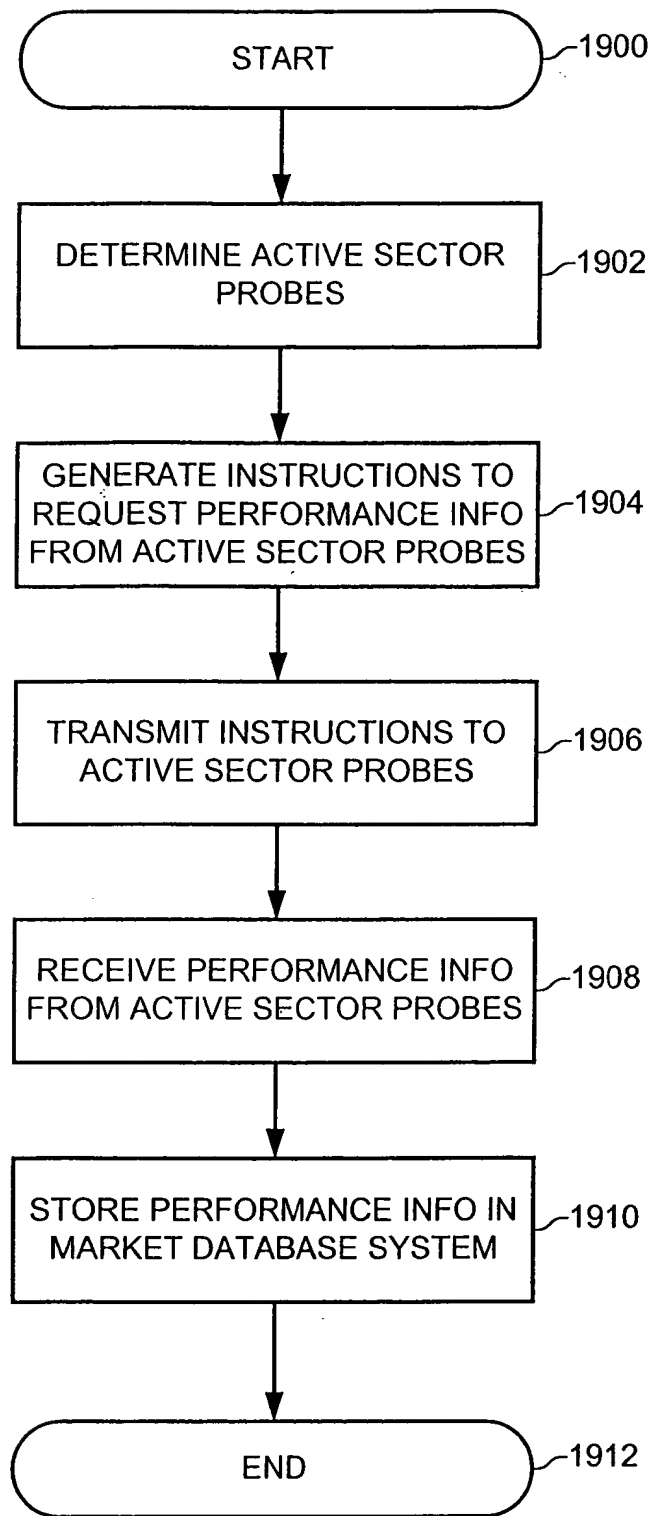 START
1900
DETERMINE ACTIVE SECTOR
PROBES
1902
GENERATE INSTRUCTIONS TO
REQUEST PERFORMANCE INFO
FROM ACTIVE SECTOR PROBES
1904
TRANSMIT INSTRUCTIONS TO
ACTIVE SECTOR PROBES
1906
RECEIVE PERFORMANCE INFO
FROM ACTIVE SECTOR PROBES
1908
STORE PERFORMANCE INFO IN
MARKET DATABASE SYSTEM
1910
END
1912